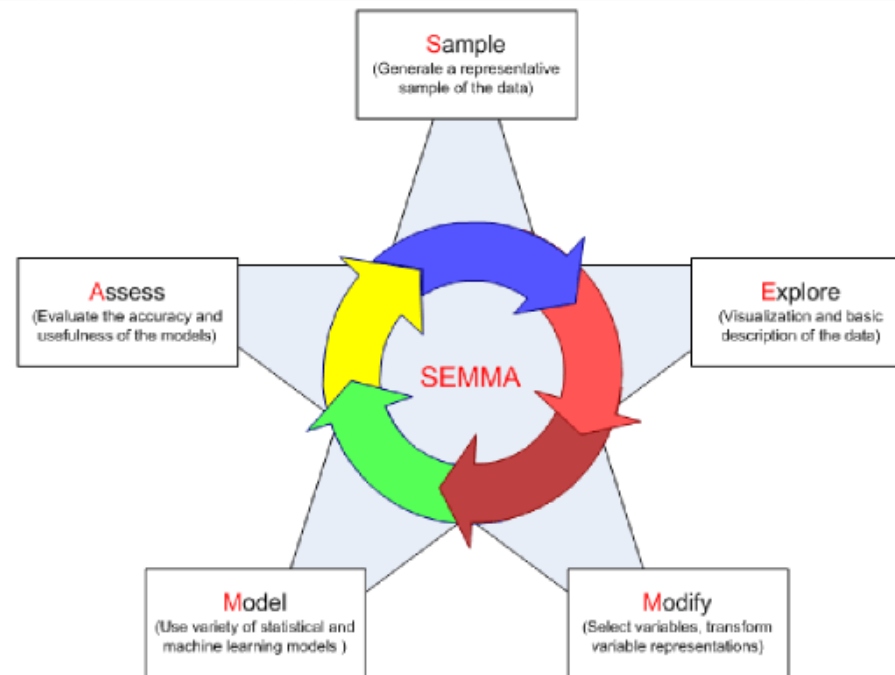 Sample
(Generate a representative
sample of the data)
Assess
(Evaluate the accuracy and
usefulness of the models)
Explore
(Visualization and basic
description of the data)
SEMMA
Model
(Use variety of statistical and
machine learning models )
Modify
(Select variables, transform
variable representations)